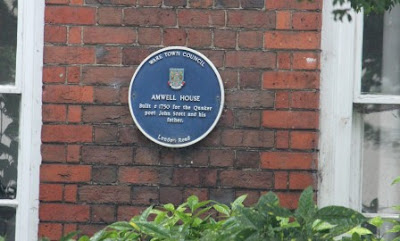 WARE TOWN COUNCIL
AMWELL HOUSE
Built c 1730 for the Quaker
poet John Scott and his
father.
London Road